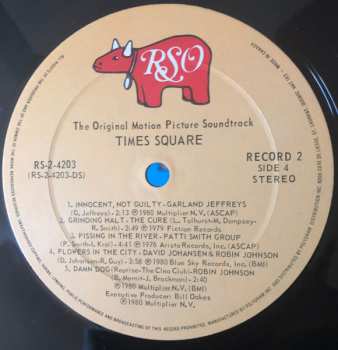 RSO
The Original Motion Picture Soundtrack
TIMES SQUARE
RS-2-4203
(RS-2-4203-DS)
RECORD 2
SIDE 4
STEREO
1. INNOCENT, NOT GUILTY - GARLAND JEFFREYS
(G. Jeffreys) - 2:13 ℗ 1980 Multiplier N.V. (ASCAP)
2. GRINDING HALT - THE CURE (L. Tolhurst-M. Dempsey-
R. Smith) - 2:49 ℗ 1979 Fiction Records
3. PISSING IN THE RIVER - PATTI SMITH GROUP
(P. Smith-I. Kral) - 4:41 ℗ 1976 Arista Records, Inc. (ASCAP)
4. FLOWERS IN THE CITY - DAVID JOHANSEN & ROBIN JOHNSON
(D. Johansen-R. Guy) - 3:58 ℗ 1980 Blue Sky Records, Inc. (BMI)
5. DAMN DOG (Reprise-The Cleo Club) - ROBIN JOHNSON
(B. Mernit-J. Brackman) - 2:40
℗ 1980 Multiplier N.V. (BMI)
Executive Producer: Bill Oakes
℗ 1980 Multiplier N.V.